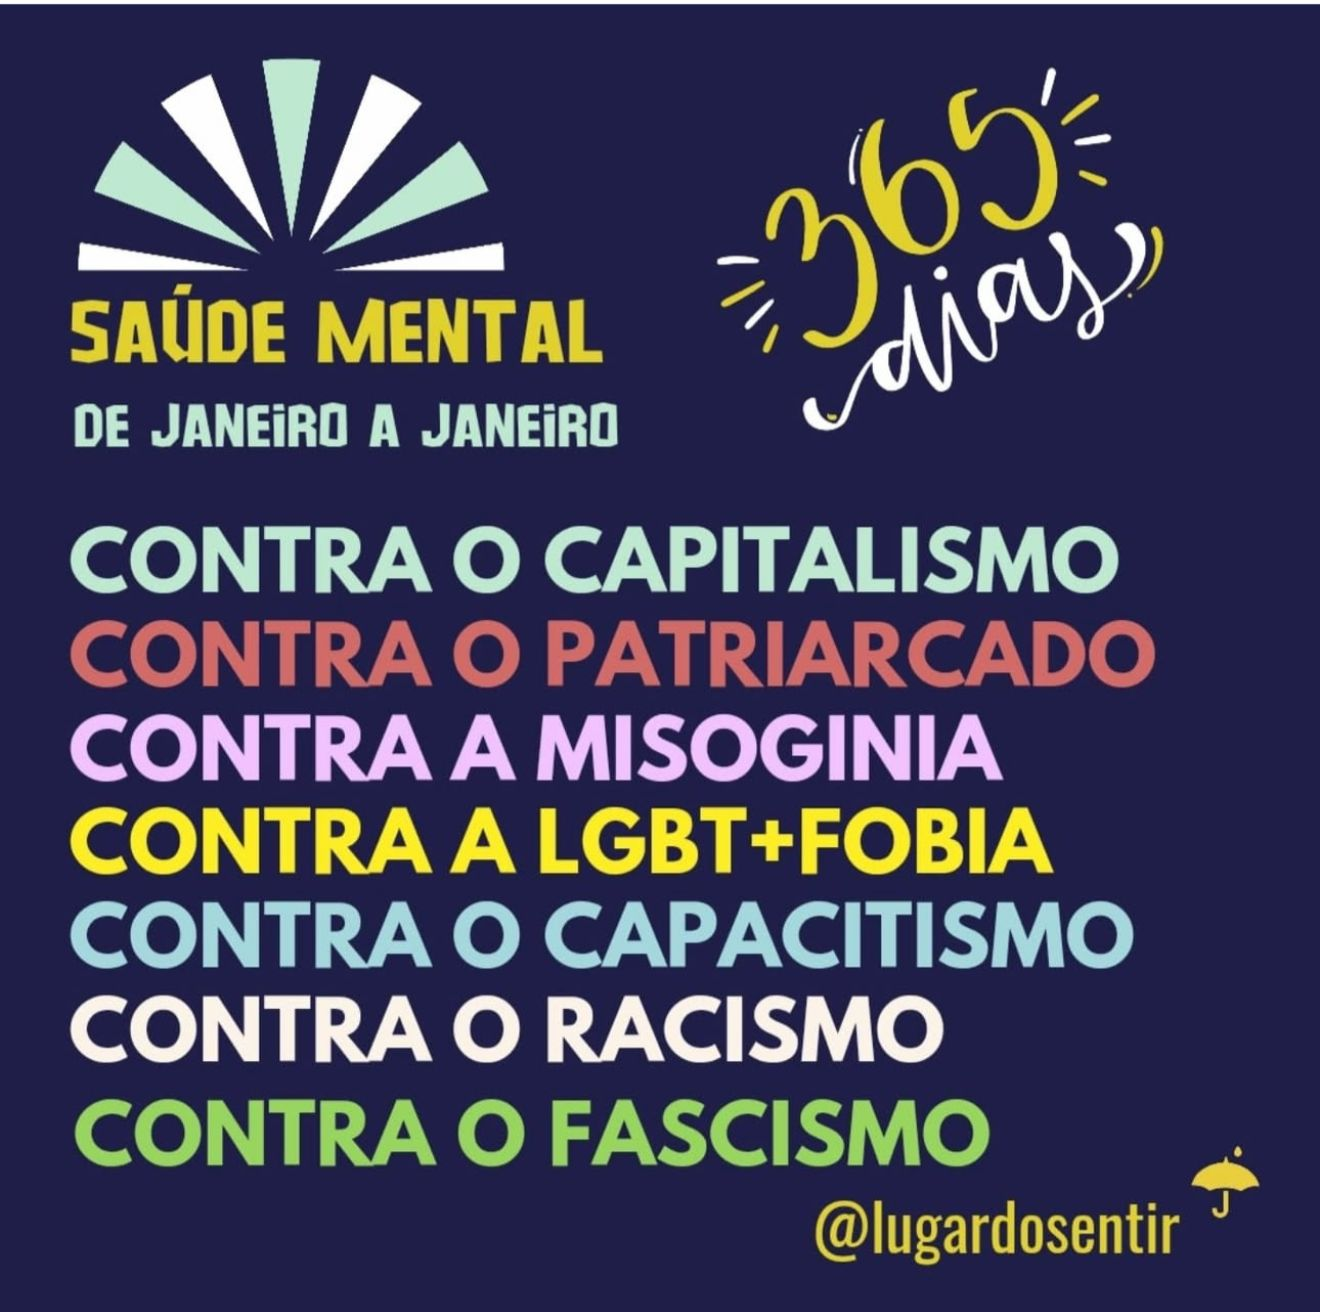 SAÚDE MENTAL
DE JANEIRO A JANEIRO
365
dias
CONTRA O CAPITALISMO
CONTRA O PATRIARCADO
CONTRA A MISOGINIA
CONTRA A LGBT+FOBIA
CONTRA O CAPACITISMO
CONTRA O RACISMO
CONTRA O FASCISMO
@lugardosentir